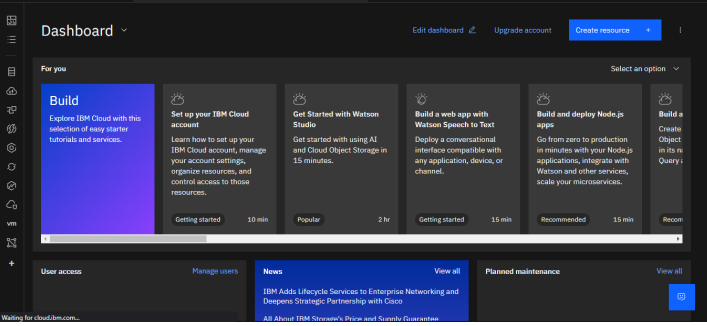 Dashboard
Edit dashboard
Upgrade account
Create resource +
For you
Select an option
Build
Explore IBM Cloud with this
selection of easy starter
tutorials and services.
Set up your IBM Cloud
account
Learn how to set up your
IBM Cloud account, manage
your account settings,
organize resources, and
control access to those
resources.
Getting started
10 min
Get Started with Watson
Studio
Get started with using AI
and Cloud Object Storage in
15 minutes.
Popular
2 hr
Build a web app with
Watson Speech to Text
Deploy a conversational
interface compatible with
any application, device, or
channel.
Getting started
15 min
Build and deploy Node.js
apps
Go from zero to production
in minutes with your Node.js
applications, integrate with
Watson and other services,
scale your microservices.
Recommended
15 min
Build a
Create
Object
in its na
Query a
Recom
vm
User access
Manage users
News
View all
IBM Adds Lifecycle Services to Enterprise Networking and
Deepens Strategic Partnership with Cisco
All About IBM Storage's Price and Supply Guarantee
Planned maintenance
View all
Waiting for cloud.ibm.com...